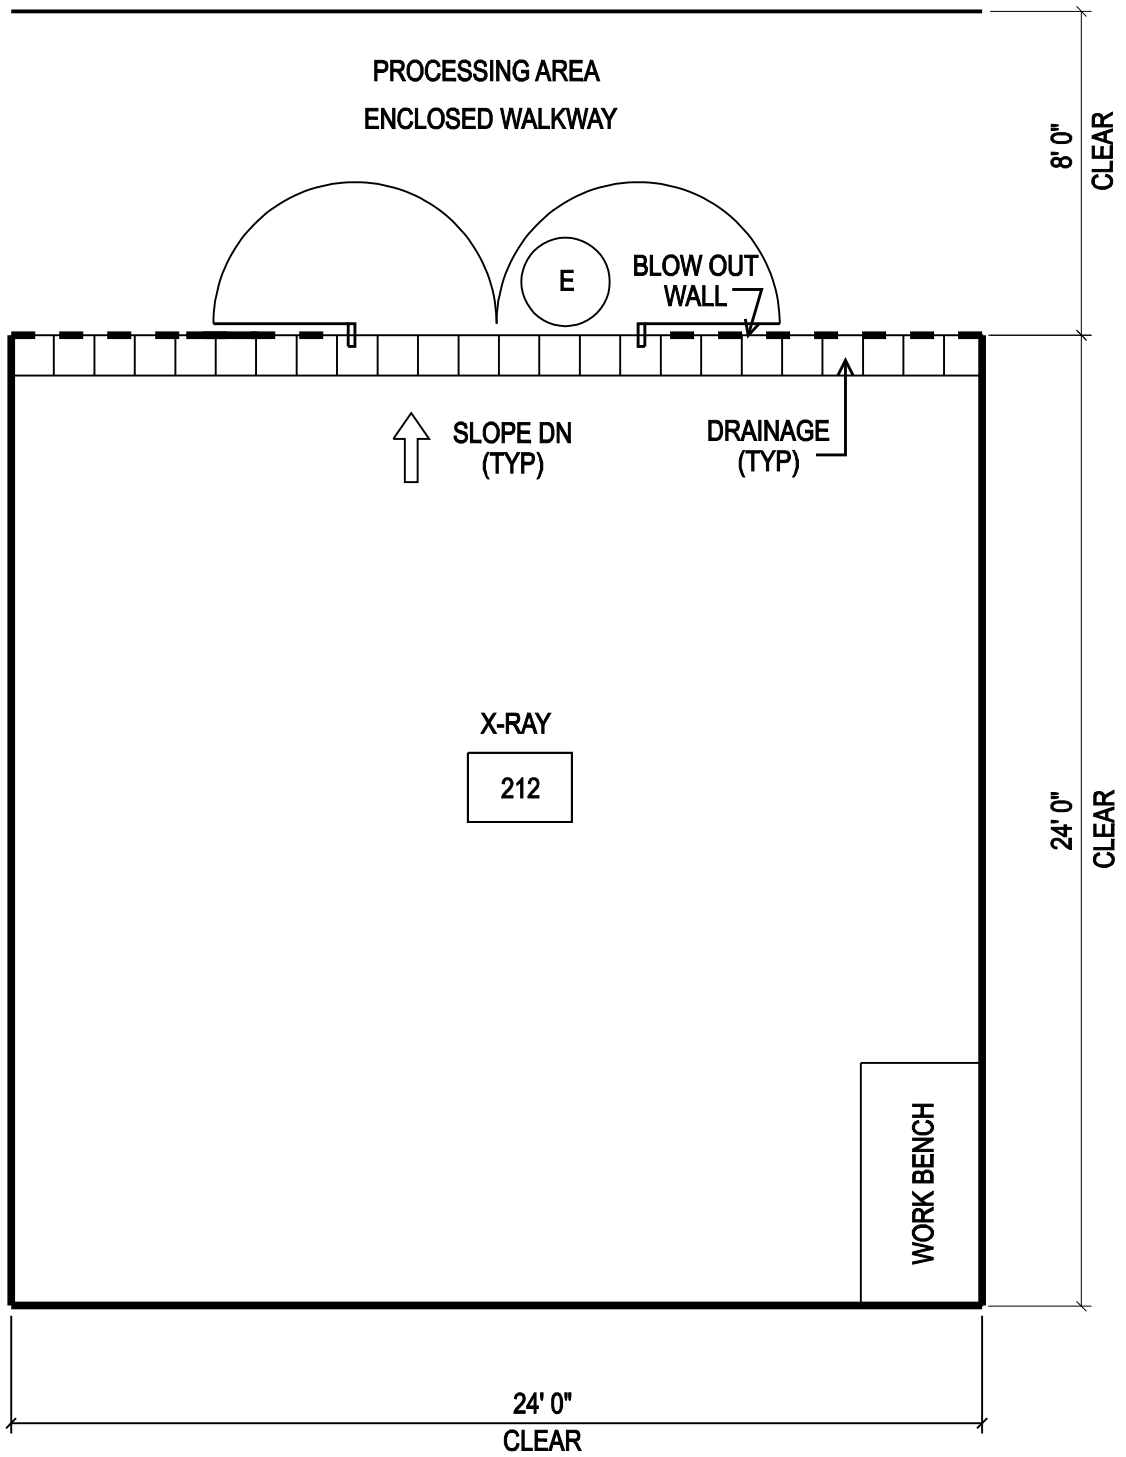 PROCESSING AREA
ENCLOSED WALKWAY
8' 0"
CLEAR
E
BLOW OUT
WALL
SLOPE DN
(TYP)
DRAINAGE
(TYP)
X-RAY
212
24' 0"
CLEAR
WORK BENCH
24' 0"
CLEAR